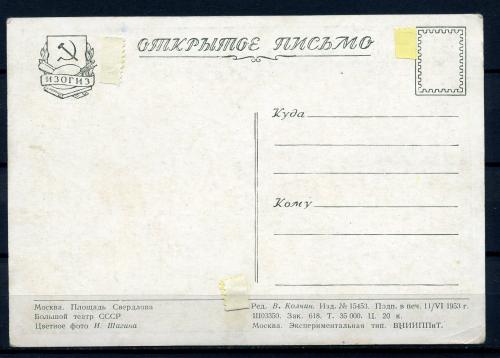 ОТКРЫТОЕ ПИСЬМО
ИЗОГИЗ
Куда
Кому
Москва. Площадь Свердлова
Большой театр СССР
Цветное фото И. Шагина
Ред. В. Колчин. Изд. № 15453. Подп. в печ. 11/VI 1953 г.
Ш03350. Зак. 618. Т. 35 000. Ц. 20 к.
Москва. Экспериментальная тип. ВНИИППиТ.